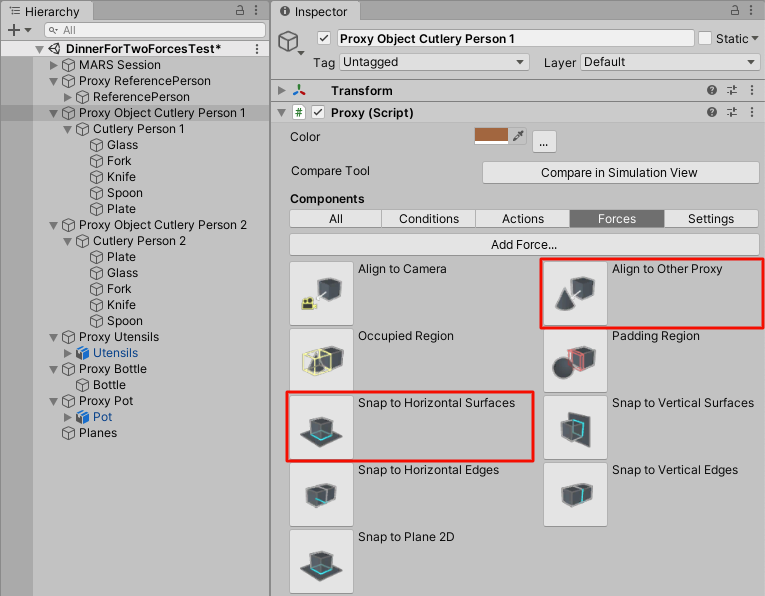 Hierarchy
All
DinnerForTwoForcesTest*
MARS Session
Proxy ReferencePerson
ReferencePerson
Proxy Object Cutlery Person 1
Cutlery Person 1
Glass
Fork
Knife
Spoon
Plate
Proxy Object Cutlery Person 2
Cutlery Person 2
Plate
Glass
Fork
Knife
Spoon
Proxy Utensils
Utensils
Proxy Bottle
Bottle
Proxy Pot
Pot
Planes
Inspector
Proxy Object Cutlery Person 1 Static
Tag Untagged Layer Default
Transform
# Proxy (Script)
Color ...
Compare Tool Compare in Simulation View
Components
All Conditions Actions Forces Settings
Add Force...
Align to Camera Align to Other Proxy
Occupied Region Padding Region
Snap to Horizontal Surfaces Snap to Vertical Surfaces
Snap to Horizontal Edges Snap to Vertical Edges
Snap to Plane 2D